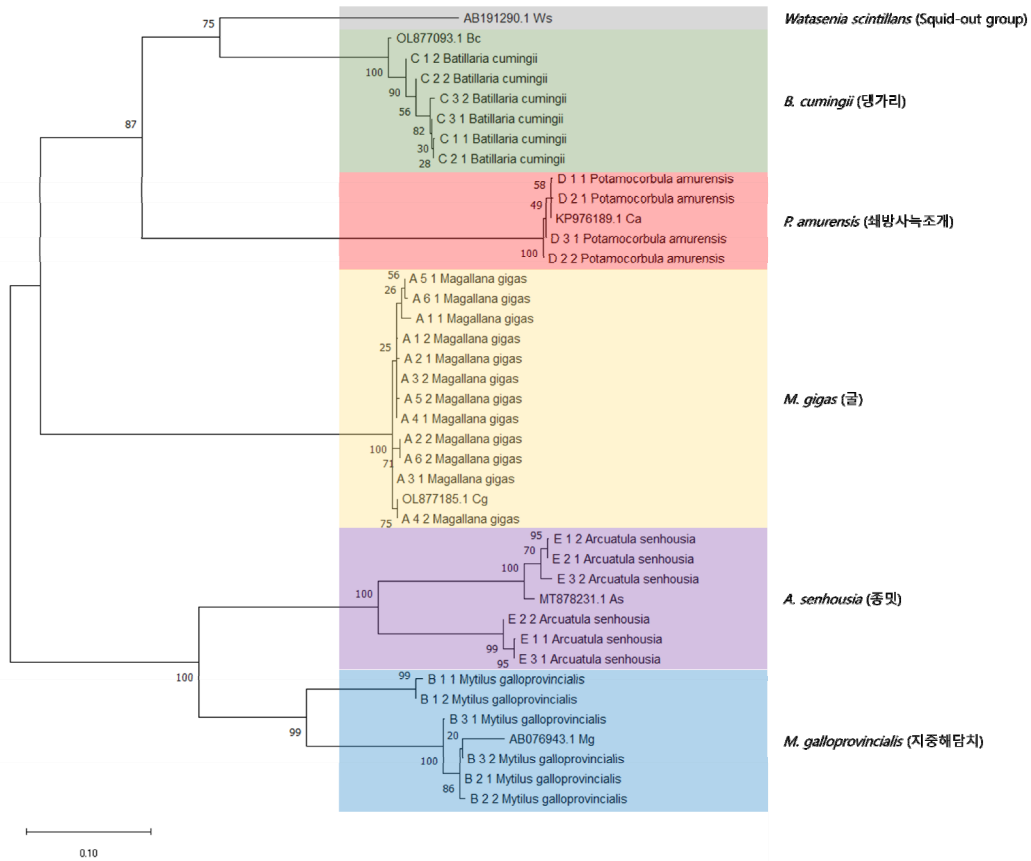 75
AB191290.1 Ws
Watasenia scintillans (Squid-out group)
OL877093.1 Bc
C 1 2 Batillaria cumingii
100
C 2 2 Batillaria cumingii
90
C 3 2 Batillaria cumingii
B. cumingii (댕가리)
56
C 3 1 Batillaria cumingii
87
82
C 1 1 Batillaria cumingii
30
C 2 1 Batillaria cumingii
28
D 1 1 Potamocorbula amurensis
58
D 2 1 Potamocorbula amurensis
49
KP976189.1 Ca
P. amurensis (쇄방사늑조개)
D 3 1 Potamocorbula amurensis
100
D 2 2 Potamocorbula amurensis
56
A 5 1 Magallana gigas
26
A 6 1 Magallana gigas
A 1 1 Magallana gigas
A 1 2 Magallana gigas
25
A 2 1 Magallana gigas
A 3 2 Magallana gigas
A 5 2 Magallana gigas
M. gigas (굴)
A 4 1 Magallana gigas
A 2 2 Magallana gigas
100
A 6 2 Magallana gigas
71
A 3 1 Magallana gigas
OL877185.1 Cg
A 4 2 Magallana gigas
75
95
E 1 2 Arcuatula senhousia
70
E 2 1 Arcuatula senhousia
100
E 3 2 Arcuatula senhousia
100
MT878231.1 As
A. senhousia (종밋)
E 2 2 Arcuatula senhousia
E 1 1 Arcuatula senhousia
99
E 3 1 Arcuatula senhousia
95
100
99
B 1 1 Mytilus galloprovincialis
B 1 2 Mytilus galloprovincialis
B 3 1 Mytilus galloprovincialis
99
20
AB076943.1 Mg
M. galloprovincialis (지중해담치)
100
B 3 2 Mytilus galloprovincialis
B 2 1 Mytilus galloprovincialis
86
B 2 2 Mytilus galloprovincialis
0.10